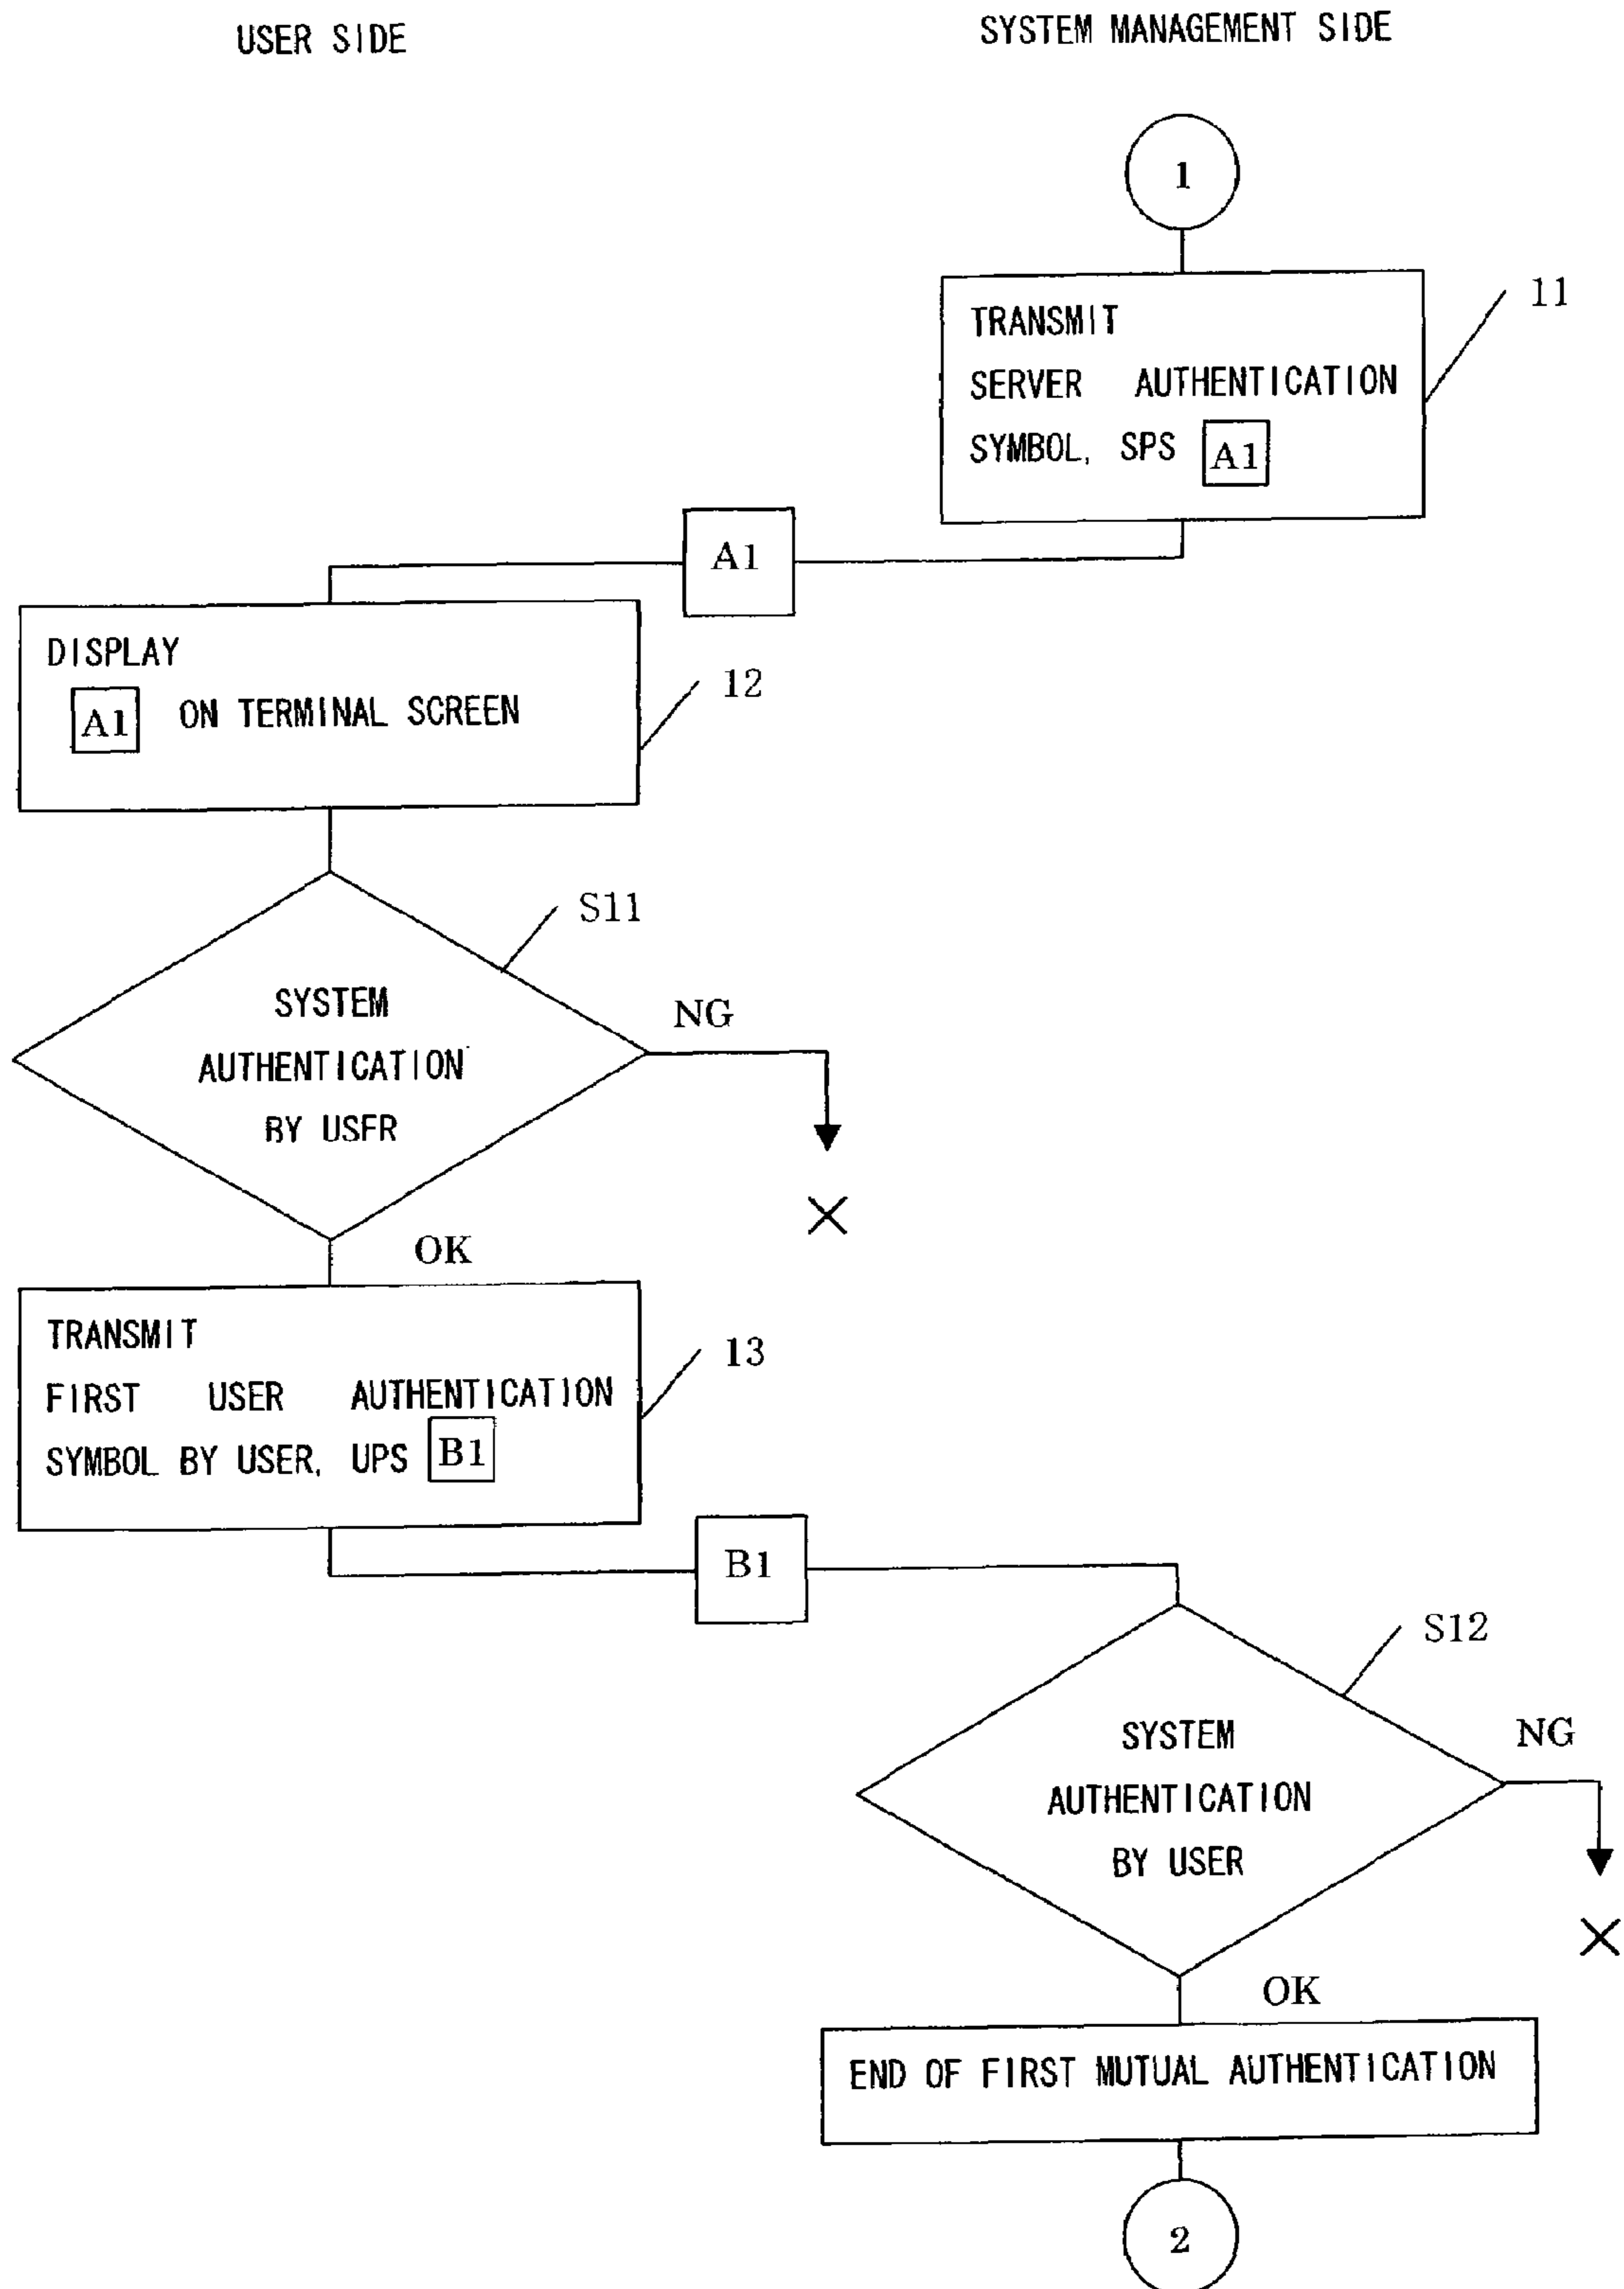 USER SIDE
SYSTEM MANAGEMENT SIDE
1
TRANSMIT
SERVER AUTHENTICATION
SYMBOL, SPS A1
11
A1
DISPLAY
A1 ON TERMINAL SCREEN
12
S11
SYSTEM
AUTHENTICATION
BY USFR
NG
×
OK
TRANSMIT
FIRST USER AUTHENTICATION
SYMBOL BY USER, UPS B1
13
B1
S12
SYSTEM
AUTHENTICATION
BY USER
NG
×
OK
END OF FIRST MUTUAL AUTHENTICATION
2